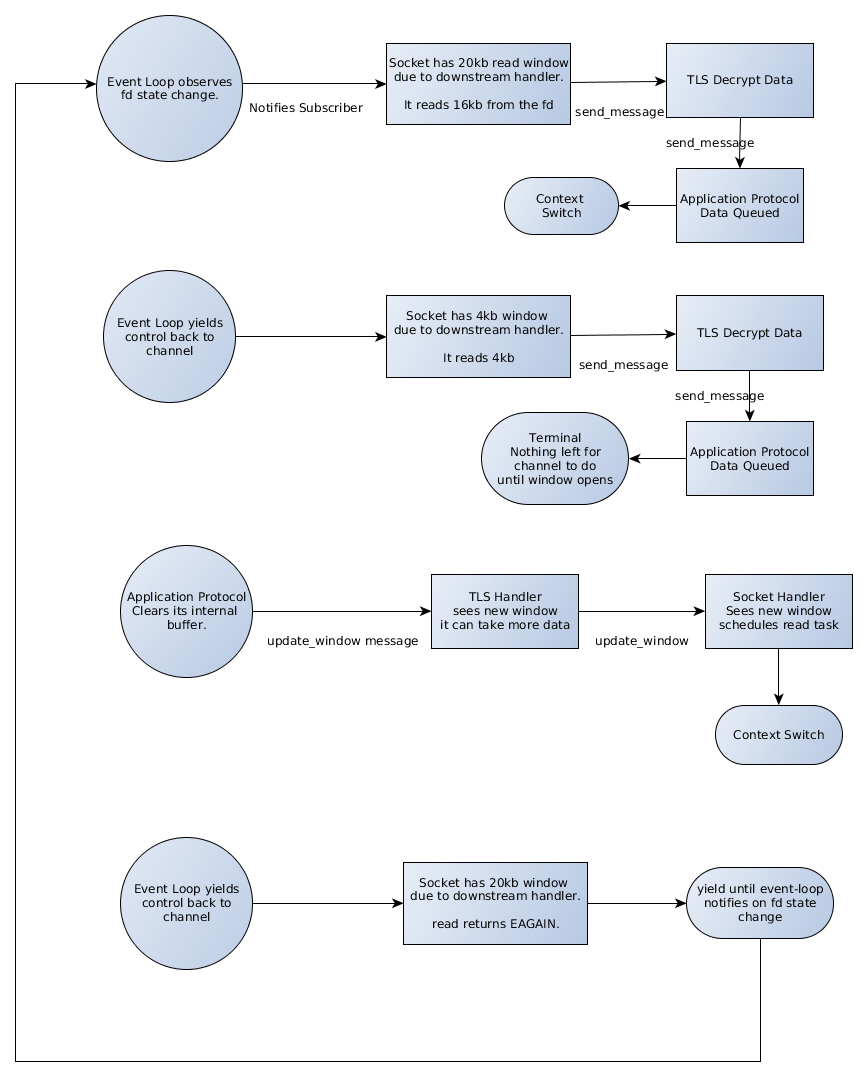 Event Loop observes
fd state change.
Notifies Subscriber
Socket has 20kb read window
due to downstream handler.
It reads 16kb from the fd
send_message
TLS Decrypt Data
send_message
Application Protocol
Data Queued
Context
Switch
Event Loop yields
control back to
channel
Socket has 4kb window
due to downstream handler.
It reads 4kb
send_message
TLS Decrypt Data
send_message
Application Protocol
Data Queued
Terminal
Nothing left for
channel to do
until window opens
Application Protocol
Clears its internal
buffer.
update_window message
TLS Handler
sees new window
it can take more data
update_window
Socket Handler
Sees new window
schedules read task
Context Switch
Event Loop yields
control back to
channel
Socket has 20kb window
due to downstream handler.
read returns EAGAIN.
yield until event-loop
notifies on fd state
change